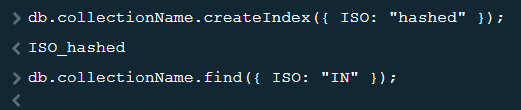 > db.collectionName.createIndex({ ISO: "hashed" });
< ISO_hashed
> db.collectionName.find({ ISO: "IN" });
<